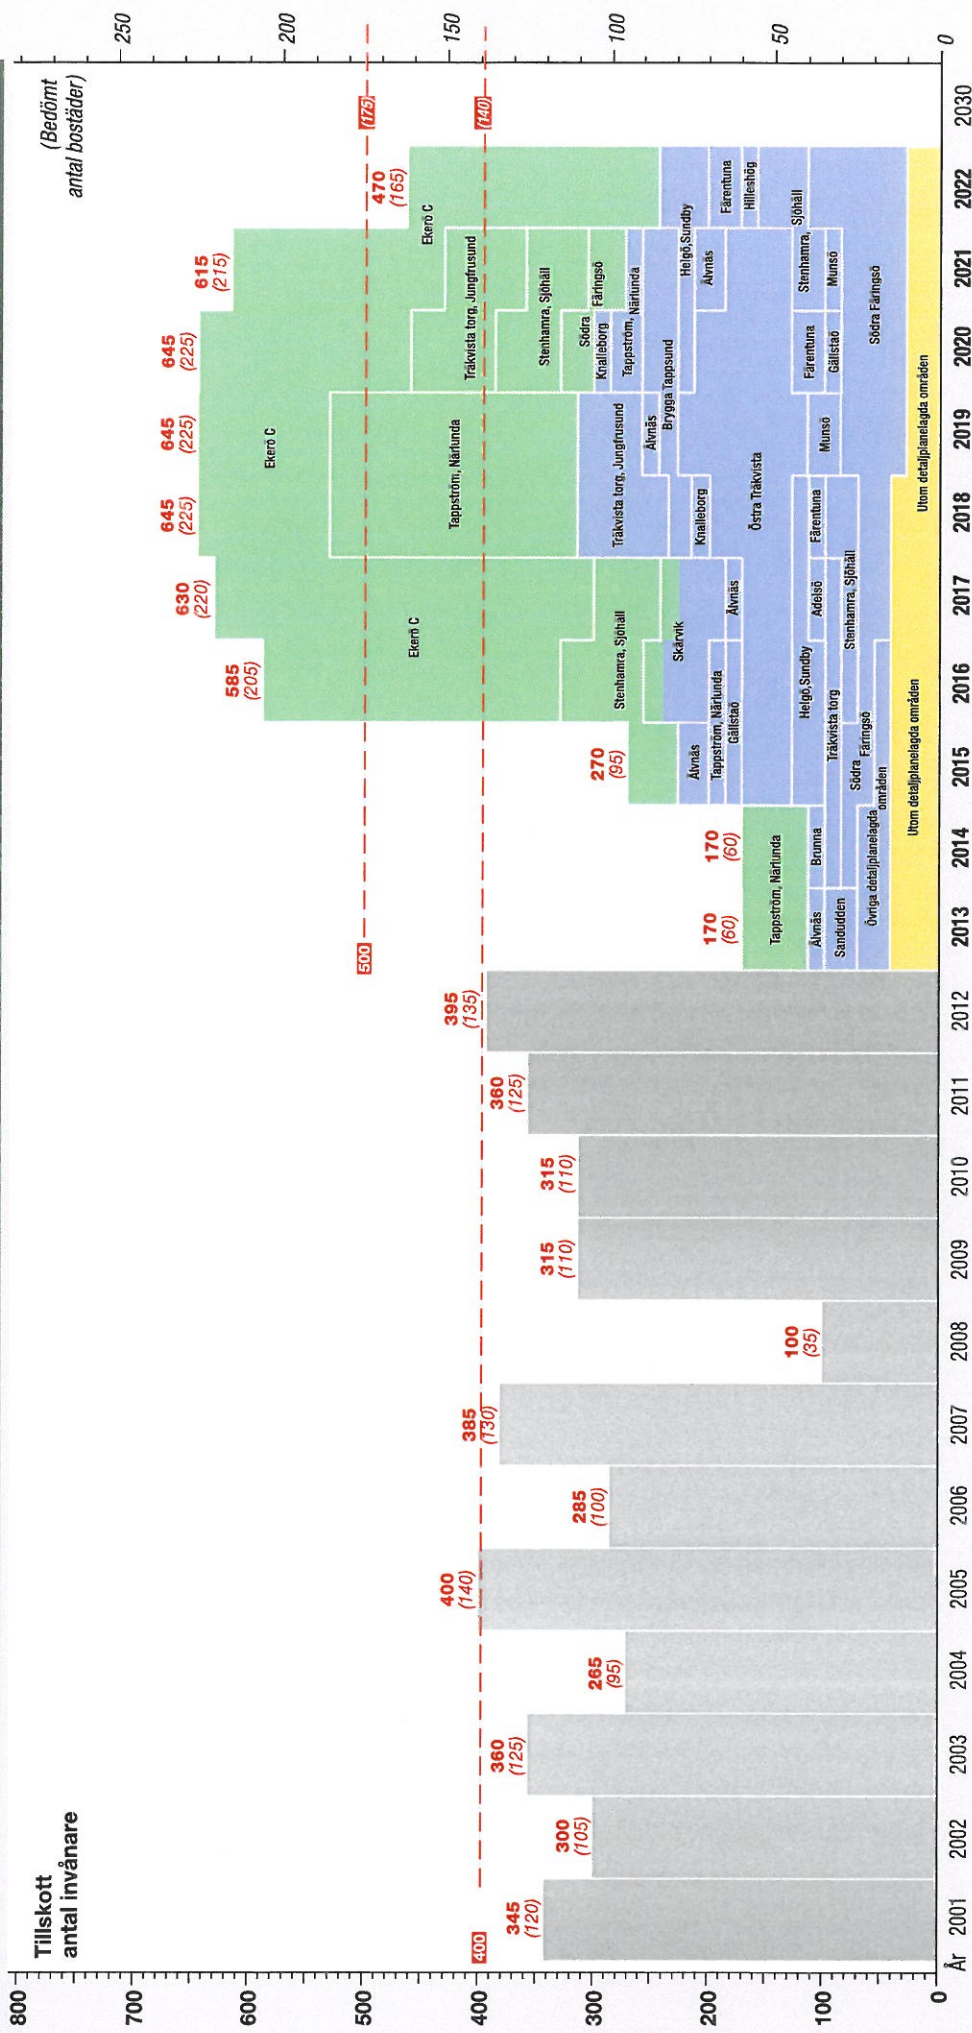 Tillskott
antal invånare
(Bedömt
antal bostäder)
800
700
600
500
400
300
200
100
0
250
200
150
100
50
0
400
500
(175)
(140)
345
(120)
300
(105)
360
(125)
265
(95)
400
(140)
285
(100)
385
(130)
100
(35)
315
(110)
315
(110)
360
(125)
395
(135)
170
(60)
170
(60)
270
(95)
585
(205)
630
(220)
645
(225)
645
(225)
645
(225)
615
(215)
470
(165)
Tappström, Närlunda
Älvnäs
Brunna
Sandudden
Övriga detaljplanelagda
områden
Södra
Färingsö
Träkvista torg
Stenhamra, Sjöhäll
Helgö,Sundby
Adelsö
Färentuna
Älvnäs
Tappström, Närlunda
Gällstaö
Älvnäs
Skärvik
Stenhamra, Sjöhäll
Ekerö C
Ekerö C
Tappström, Närlunda
Träkvista torg, Jungfrusund
Knalleborg
Östra Träkvista
Älvnäs
Brygga Tappsund
Munsö
Ekerö C
Träkvista torg, Jungfrusund
Stenhamra, Sjöhäll
Södra
Färingsö
Knalleborg
Tappström, Närlunda
Helgö,Sundby
Älvnäs
Färentuna
Hilleshög
Stenhamra, Sjöhäll
Färentuna
Gällstaö
Munsö
Södra Färingsö
Utom detaljplanelagda områden
Utom detaljplanelagda områden
År 2001 2002 2003 2004 2005 2006 2007 2008 2009 2010 2011 2012 2013 2014 2015 2016 2017 2018 2019 2020 2021 2022 2030